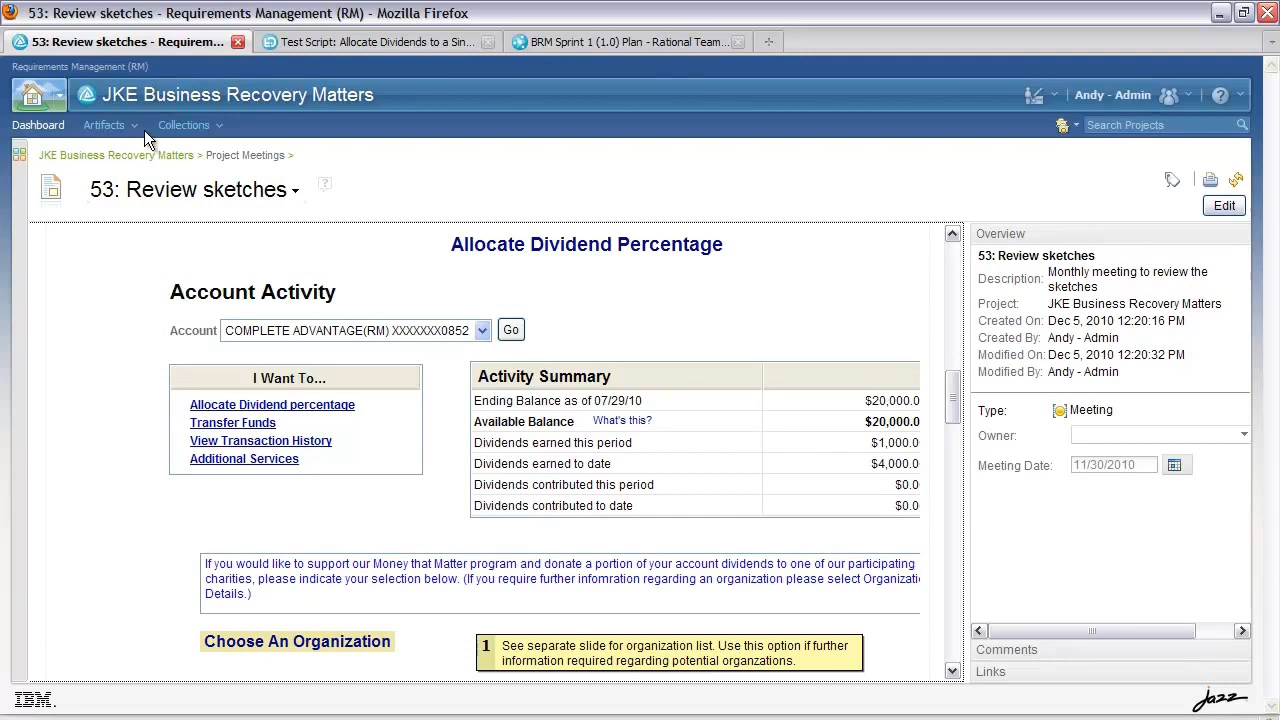 53: Review sketches - Requirements Management (RM) - Mozilla Firefox
53: Review sketches - Requirem...
Test Script: Allocate Dividends to a Sin...
BRM Sprint 1 (1.0) Plan - Rational Team...
Requirements Management (RM)
JKE Business Recovery Matters
Andy - Admin
Dashboard
Artifacts
Collections
Search Projects
JKE Business Recovery Matters > Project Meetings >
53: Review sketches
Edit
Allocate Dividend Percentage
Account Activity
Account
COMPLETE ADVANTAGE(RM) XXXXXXX0852
Go
I Want To...
Allocate Dividend percentage
Transfer Funds
View Transaction History
Additional Services
Activity Summary
Ending Balance as of 07/29/10 $20,000.0
Available Balance What's this? $20,000.0
Dividends earned this period $1,000.0
Dividends earned to date $4,000.0
Dividends contributed this period $0.0
Dividends contributed to date $0.0
If you would like to support our Money that Matter program and donate a portion of your account dividends to one of our participating
charities, please indicate your selection below. (If you require further infomration regarding an organization please select Organizati
Details.)
Choose An Organization
1 See separate slide for organization list. Use this option if further
information required regarding potential organzations.
Overview
53: Review sketches
Description: Monthly meeting to review the
sketches
Project: JKE Business Recovery Matters
Created On: Dec 5, 2010 12:20:16 PM
Created By: Andy - Admin
Modified On: Dec 5, 2010 12:20:32 PM
Modified By: Andy - Admin
Type: Meeting
Owner:
Meeting Date: 11/30/2010
Comments
Links
IBM.
jazz